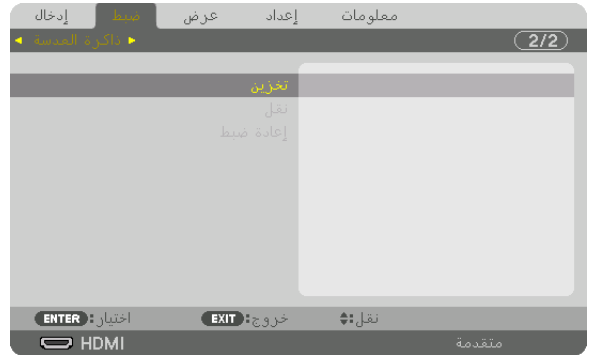 إدخال ضبط عرض إعداد معلومات
ذاكرة العدسة 2/2
تخزين
نقل
إعادة ضبط
ENTER :اختيار EXIT :خروج نقل:
HDMI متقدمة